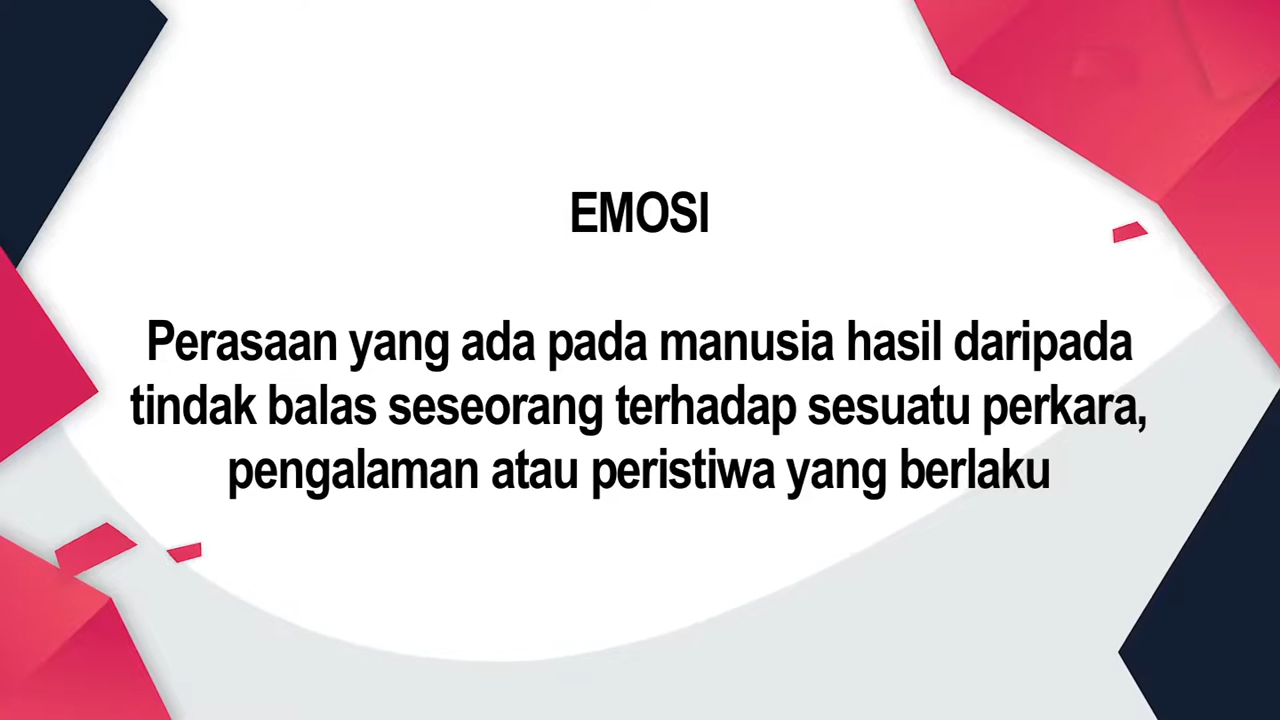 EMOSI
Perasaan yang ada pada manusia hasil daripada
tindak balas seseorang terhadap sesuatu perkara,
pengalaman atau peristiwa yang berlaku